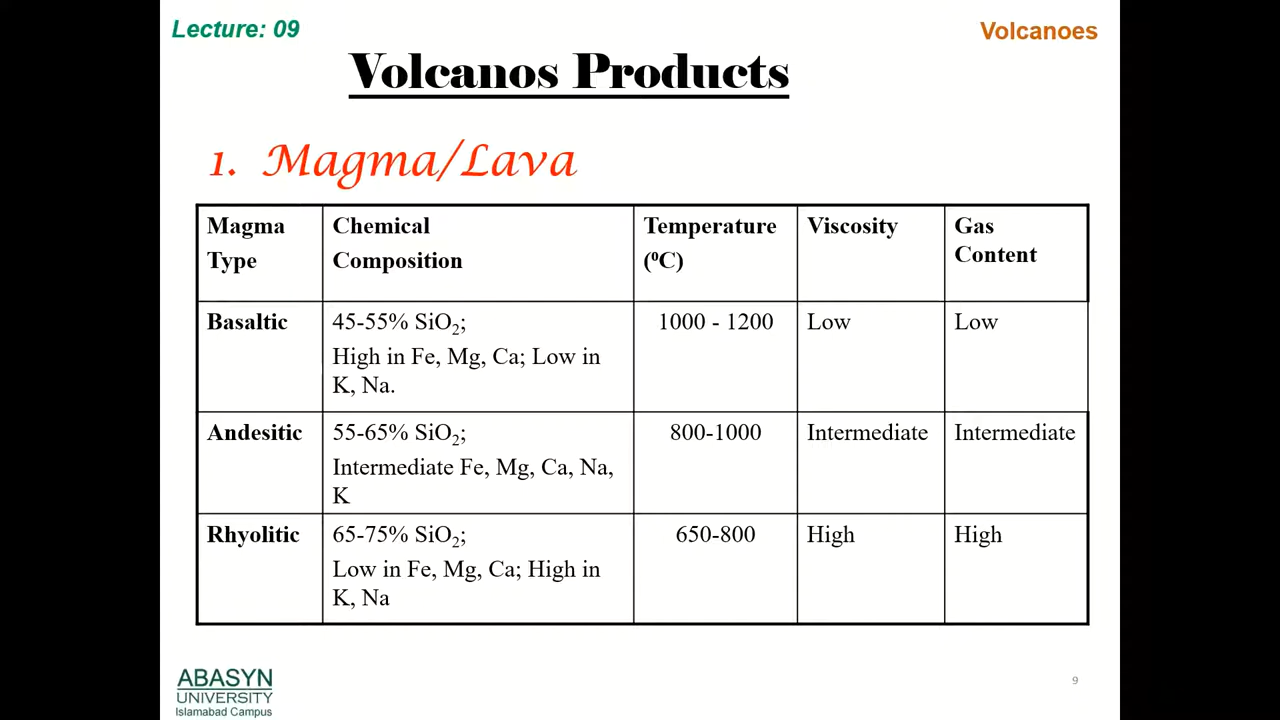 Lecture: 09
Volcanoes
Volcanos Products
1. Magma/Lava
Magma Type
Chemical Composition
Temperature (⁰C)
Viscosity
Gas Content
Basaltic
45-55% SiO₂;
High in Fe, Mg, Ca; Low in
K, Na.
1000 - 1200
Low
Low
Andesitic
55-65% SiO₂;
Intermediate Fe, Mg, Ca, Na,
K
800-1000
Intermediate
Intermediate
Rhyolitic
65-75% SiO₂;
Low in Fe, Mg, Ca; High in
K, Na
650-800
High
High
ABASYN
UNIVERSITY
Islamabad Campus
9